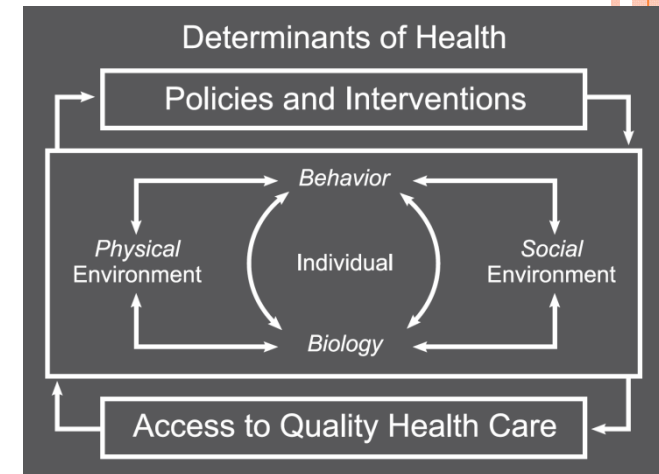 Determinants of Health
Policies and Interventions
Behavior
Physical
Environment
Individual
Social
Environment
Biology
Access to Quality Health Care